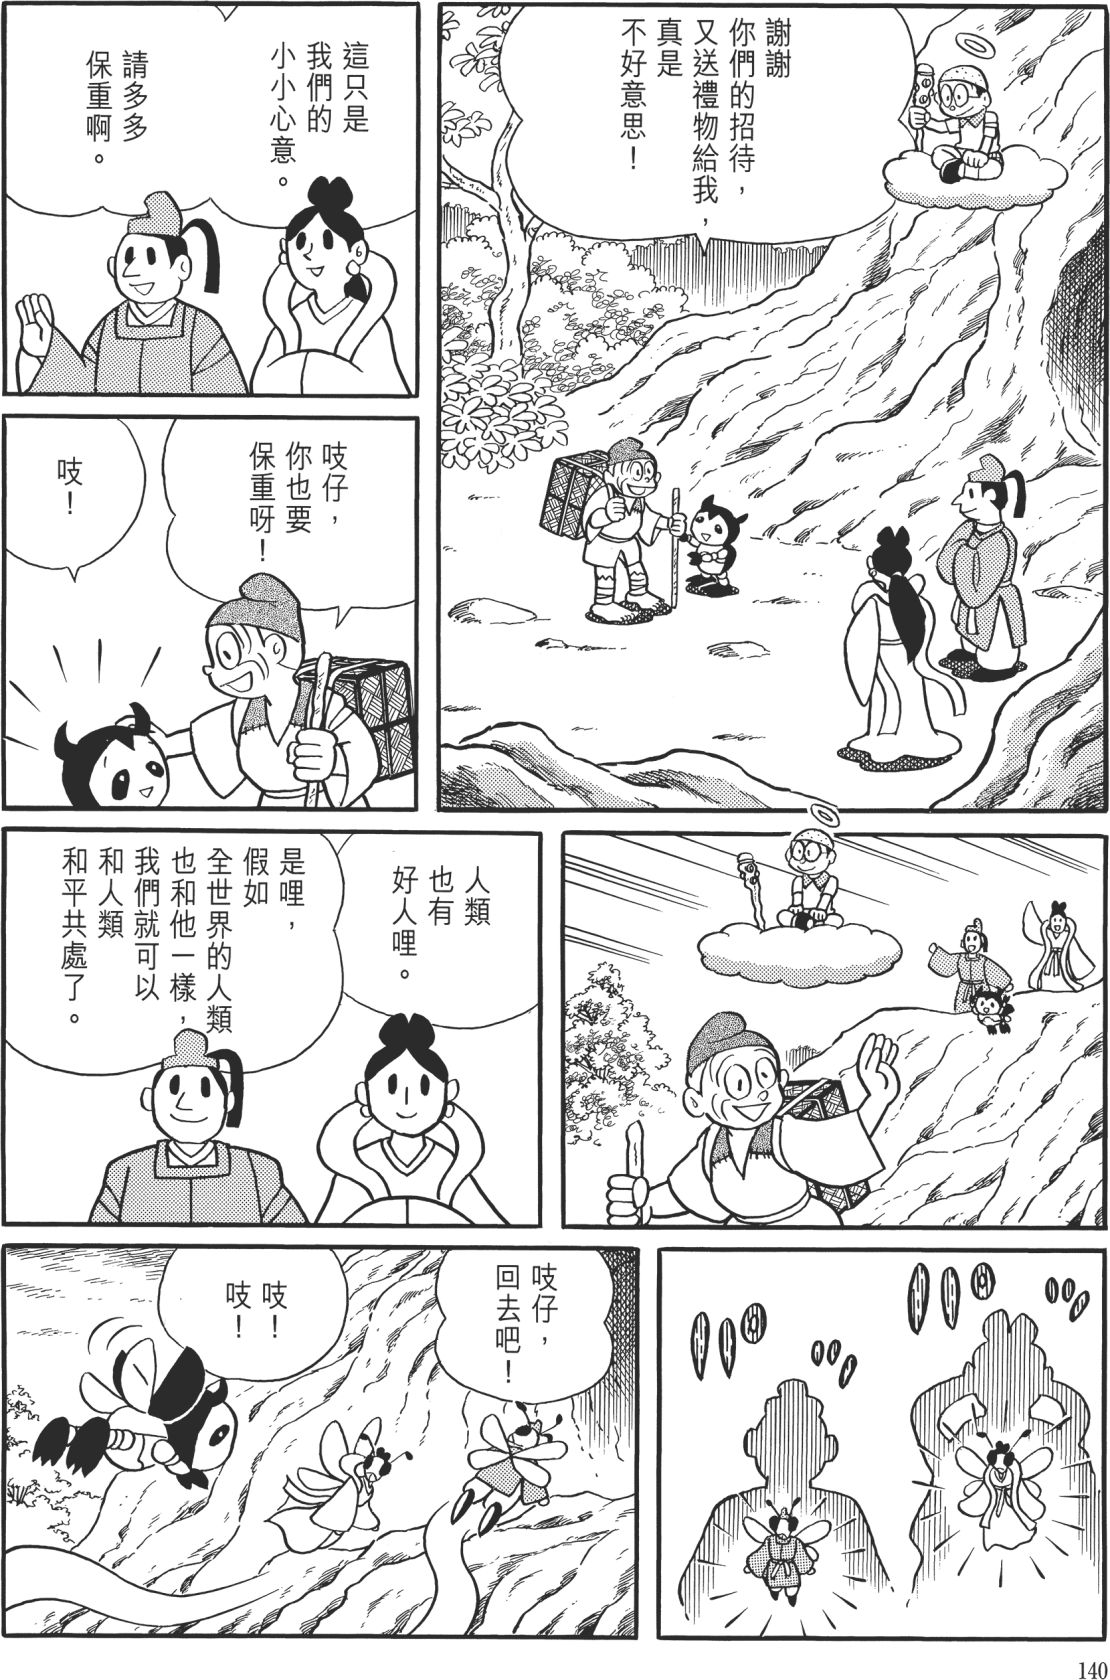 謝謝
你們的招待，
又送禮物給我，
真是
不好意思！
這只是
我們的
小小心意。
請多多
保重啊。
吱仔，
你也要
保重呀！
吱！
人類
也有
好人哩。
是哩，
假如
全世界的人類
也和他一樣，
我們就可以
和人類
和平共處了。
吱仔，
回去吧！
吱！
吱！
140